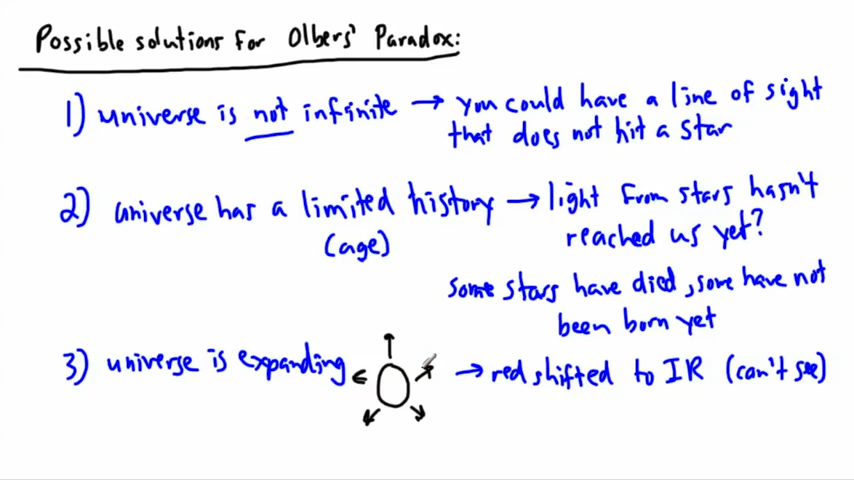 Possible solutions for Olbers' Paradox:
1) universe is not infinite → you could have a line of sight
that does not hit a star
2) universe has a limited history → light from stars hasn't
(age) reached us yet?
some stars have died, some have not
been born yet
3) universe is expanding → red shifted to IR (can't see)